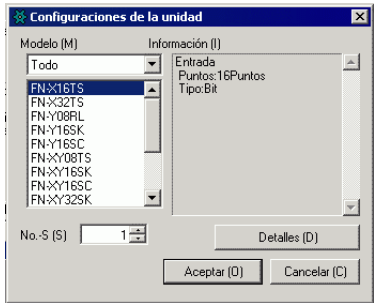 Configuraciones de la unidad
Modelo (M)
Información (I)
Todo
FN-X16TS
FN-X32TS
FN-Y08RL
FN-Y16SK
FN-Y16SC
FN-XY08TS
FN-XY16SK
FN-XY16SC
FN-XY32SK
Entrada
Puntos:16Puntos
Tipo:Bit
No.-S (S)
1
Detalles (D)
Aceptar (O)
Cancelar (C)